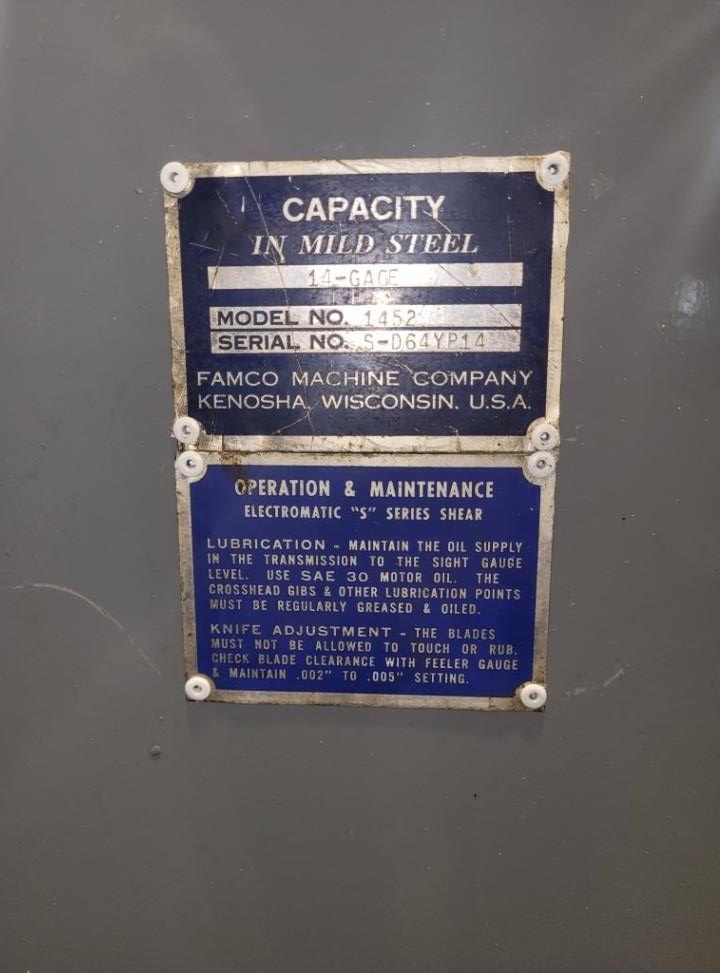 CAPACITY
IN MILD STEEL
14-GAGE
MODEL NO. 1452
SERIAL NO. S-D64YP14
FAMCO MACHINE COMPANY
KENOSHA, WISCONSIN, U.S.A.
OPERATION & MAINTENANCE
ELECTROMATIC "S" SERIES SHEAR
LUBRICATION - MAINTAIN THE OIL SUPPLY
IN THE TRANSMISSION TO THE SIGHT GAUGE
LEVEL. USE SAE 30 MOTOR OIL. THE
CROSSHEAD GIBS & OTHER LUBRICATION POINTS
MUST BE REGULARLY GREASED & OILED.
KNIFE ADJUSTMENT - THE BLADES
MUST NOT BE ALLOWED TO TOUCH OR RUB.
CHECK BLADE CLEARANCE WITH FEELER GAUGE
& MAINTAIN .002" TO .005" SETTING.